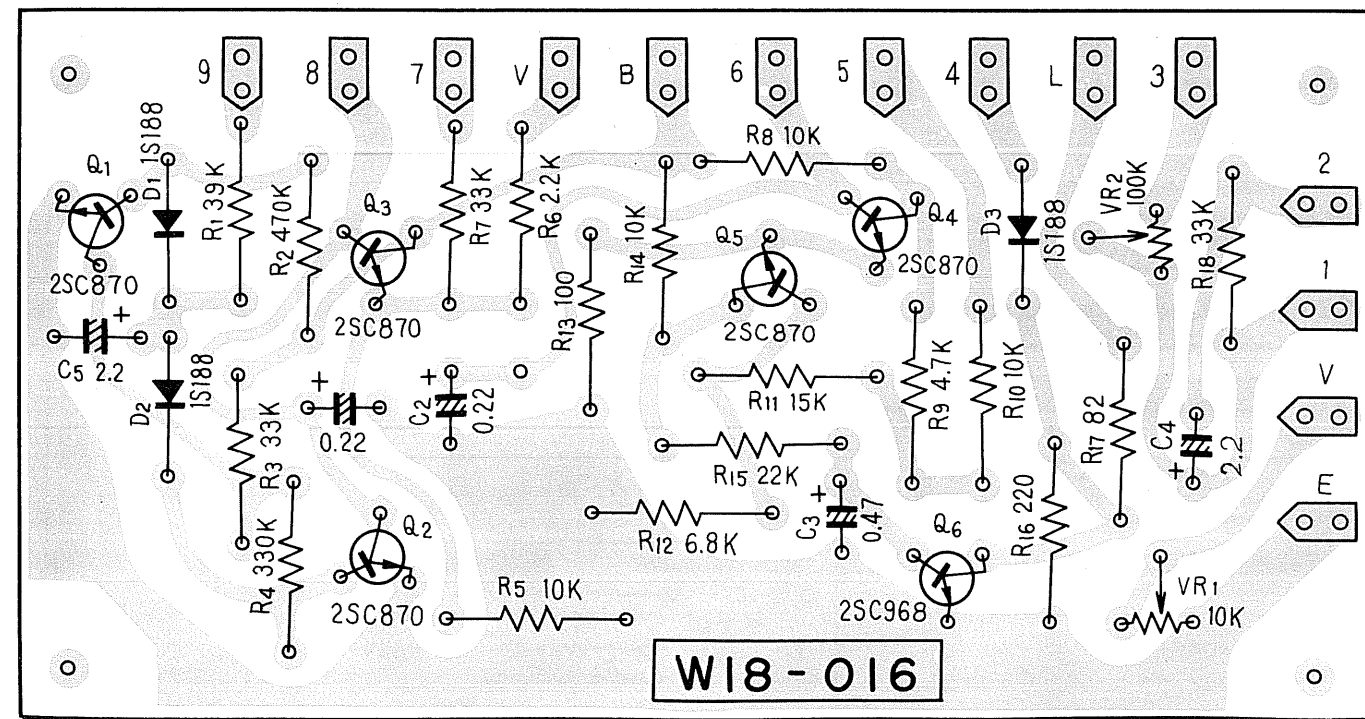 9 8 7 V B 6 5 4 L 3
2
1
V
E
Q1
2SC870
D1 1S188
R1 39K
R2 470K
Q3
2SC870
R7 33K
R6 2.2K
R13 100
R14 10K
R8 10K
Q5
2SC870
Q4
2SC870
D3
1S188
VR2
100K
R18 33K
C5 2.2
+
D2
1S188
R3 33K
+
0.22
C2
+
0.22
R11 15K
R9 4.7K
R10 10K
R17 82
C4
+
2.2
R15 22K
R12 6.8K
C3
+
0.47
R16 220
R4 330K
Q2
2SC870
R5 10K
Q6
2SC968
VR1
10K
W18-016